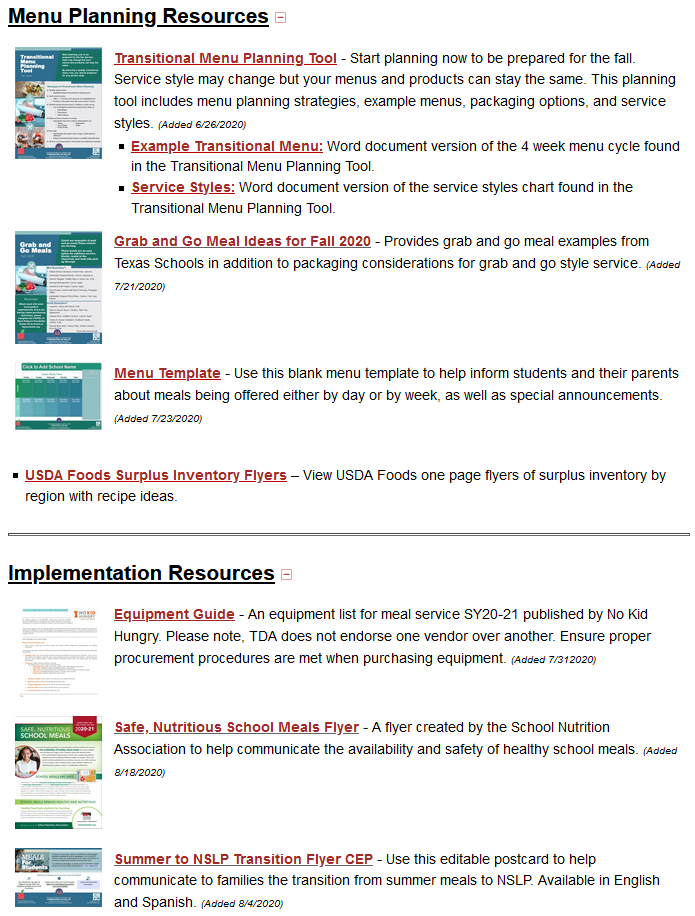 Menu Planning Resources
Transitional Menu Planning Tool
Transitional Menu Planning Tool - Start planning now to be prepared for the fall.
Service style may change but your menus and products can stay the same. This planning
tool includes menu planning strategies, example menus, packaging options, and service
styles. (Added 6/26/2020)
Example Transitional Menu: Word document version of the 4 week menu cycle found
in the Transitional Menu Planning Tool.
Service Styles: Word document version of the service styles chart found in the
Transitional Menu Planning Tool.
Grab and
Go Meals
Grab and Go Meal Ideas for Fall 2020 - Provides grab and go meal examples from
Texas Schools in addition to packaging considerations for grab and go style service. (Added
7/21/2020)
Click to Add School Name
Menu Template - Use this blank menu template to help inform students and their parents
about meals being offered either by day or by week, as well as special announcements.
(Added 7/23/2020)
USDA Foods Surplus Inventory Flyers – View USDA Foods one page flyers of surplus inventory by
region with recipe ideas.
Implementation Resources
NO KID
HUNGRY
Equipment Guide - An equipment list for meal service SY20-21 published by No Kid
Hungry. Please note, TDA does not endorse one vendor over another. Ensure proper
procurement procedures are met when purchasing equipment. (Added 7/312020)
SAFE, NUTRITIOUS
SCHOOL MEALS
2020-21
Safe, Nutritious School Meals Flyer - A flyer created by the School Nutrition
Association to help communicate the availability and safety of healthy school meals. (Added
8/18/2020)
MEALS
For
Students
Summer to NSLP Transition Flyer CEP - Use this editable postcard to help
communicate to families the transition from summer meals to NSLP. Available in English
and Spanish. (Added 8/4/2020)